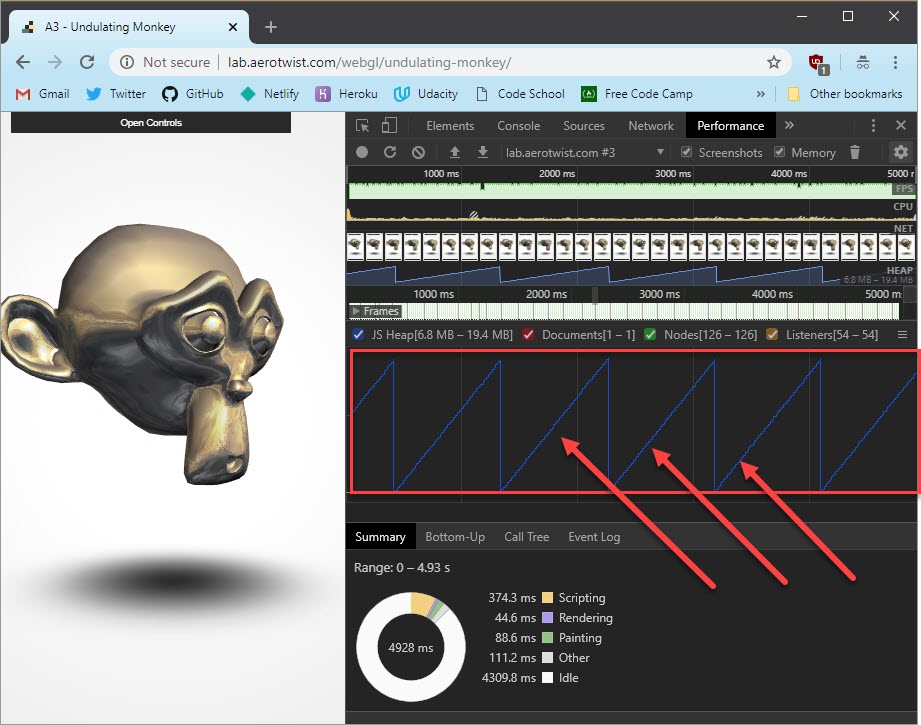 A3 - Undulating Monkey
Not secure lab.aerotwist.com/webgl/undulating-monkey/
1
Gmail Twitter GitHub Netlify Heroku Udacity Code School Free Code Camp » Other bookmarks
Open Controls
Elements Console Sources Network Performance »
lab.aerotwist.com #3 Screenshots Memory
1000 ms 2000 ms 3000 ms 4000 ms 5000 r
FPS
CPU
NET
HEAP
6.8 MB – 19.4 MB
1000 ms 2000 ms 3000 ms 4000 ms 5000 m
Frames
JS Heap[6.8 MB – 19.4 MB] Documents[1 – 1] Nodes[126 – 126] Listeners[54 – 54]
Summary Bottom-Up Call Tree Event Log
Range: 0 – 4.93 s
374.3 ms Scripting
44.6 ms Rendering
88.6 ms Painting
4928 ms
111.2 ms Other
4309.8 ms Idle